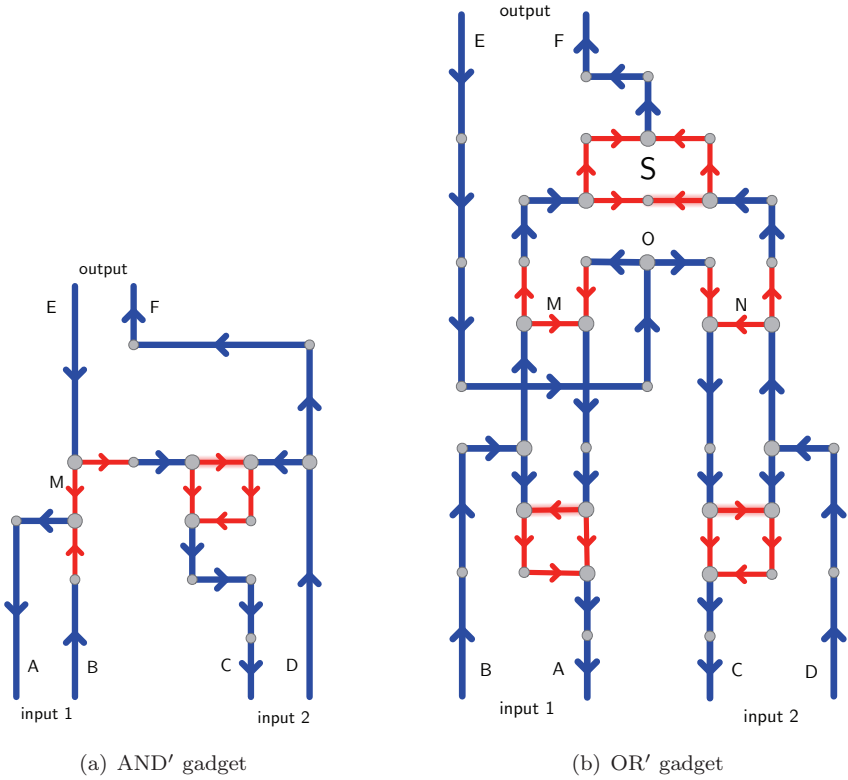 output
E
F
M
A
B
C
D
input 1
input 2
(a) AND′ gadget
output
E
F
S
O
M
N
B
A
C
D
input 1
input 2
(b) OR′ gadget